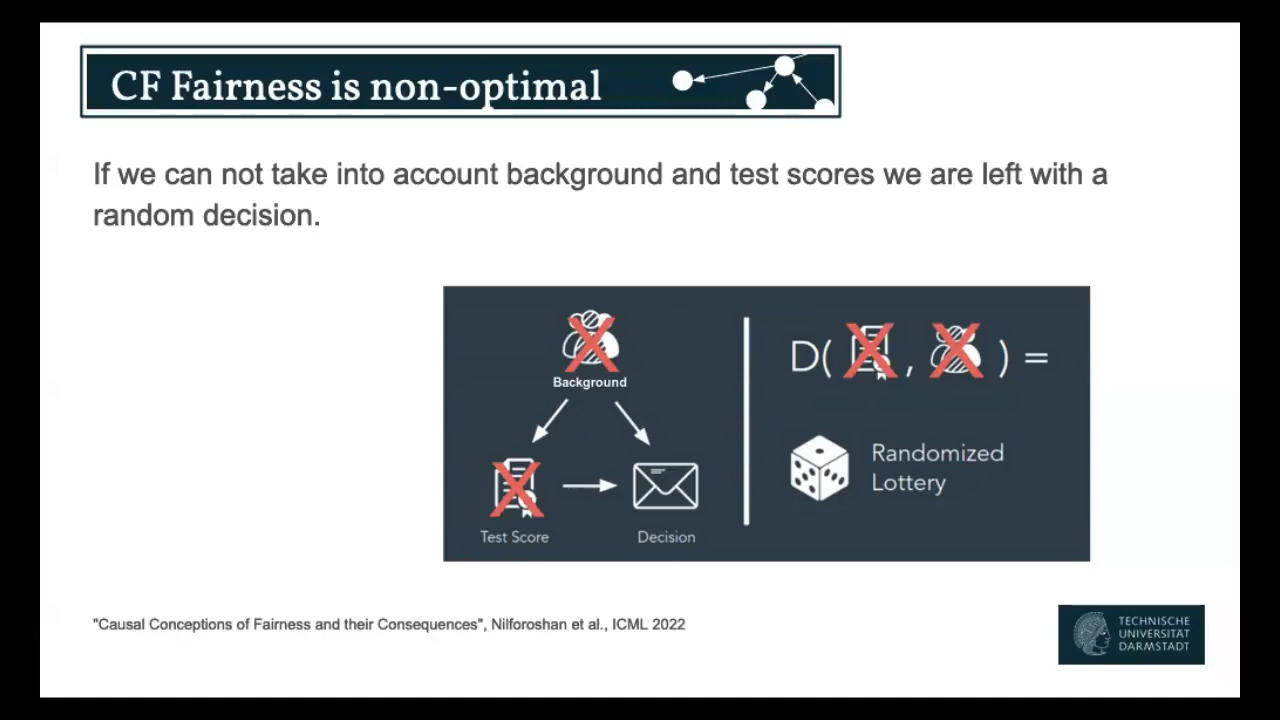 CF Fairness is non-optimal
If we can not take into account background and test scores we are left with a
random decision.
Background
Test Score
Decision
D( , ) =
Randomized
Lottery
"Causal Conceptions of Fairness and their Consequences", Nilforoshan et al., ICML 2022
TECHNISCHE
UNIVERSITÄT
DARMSTADT